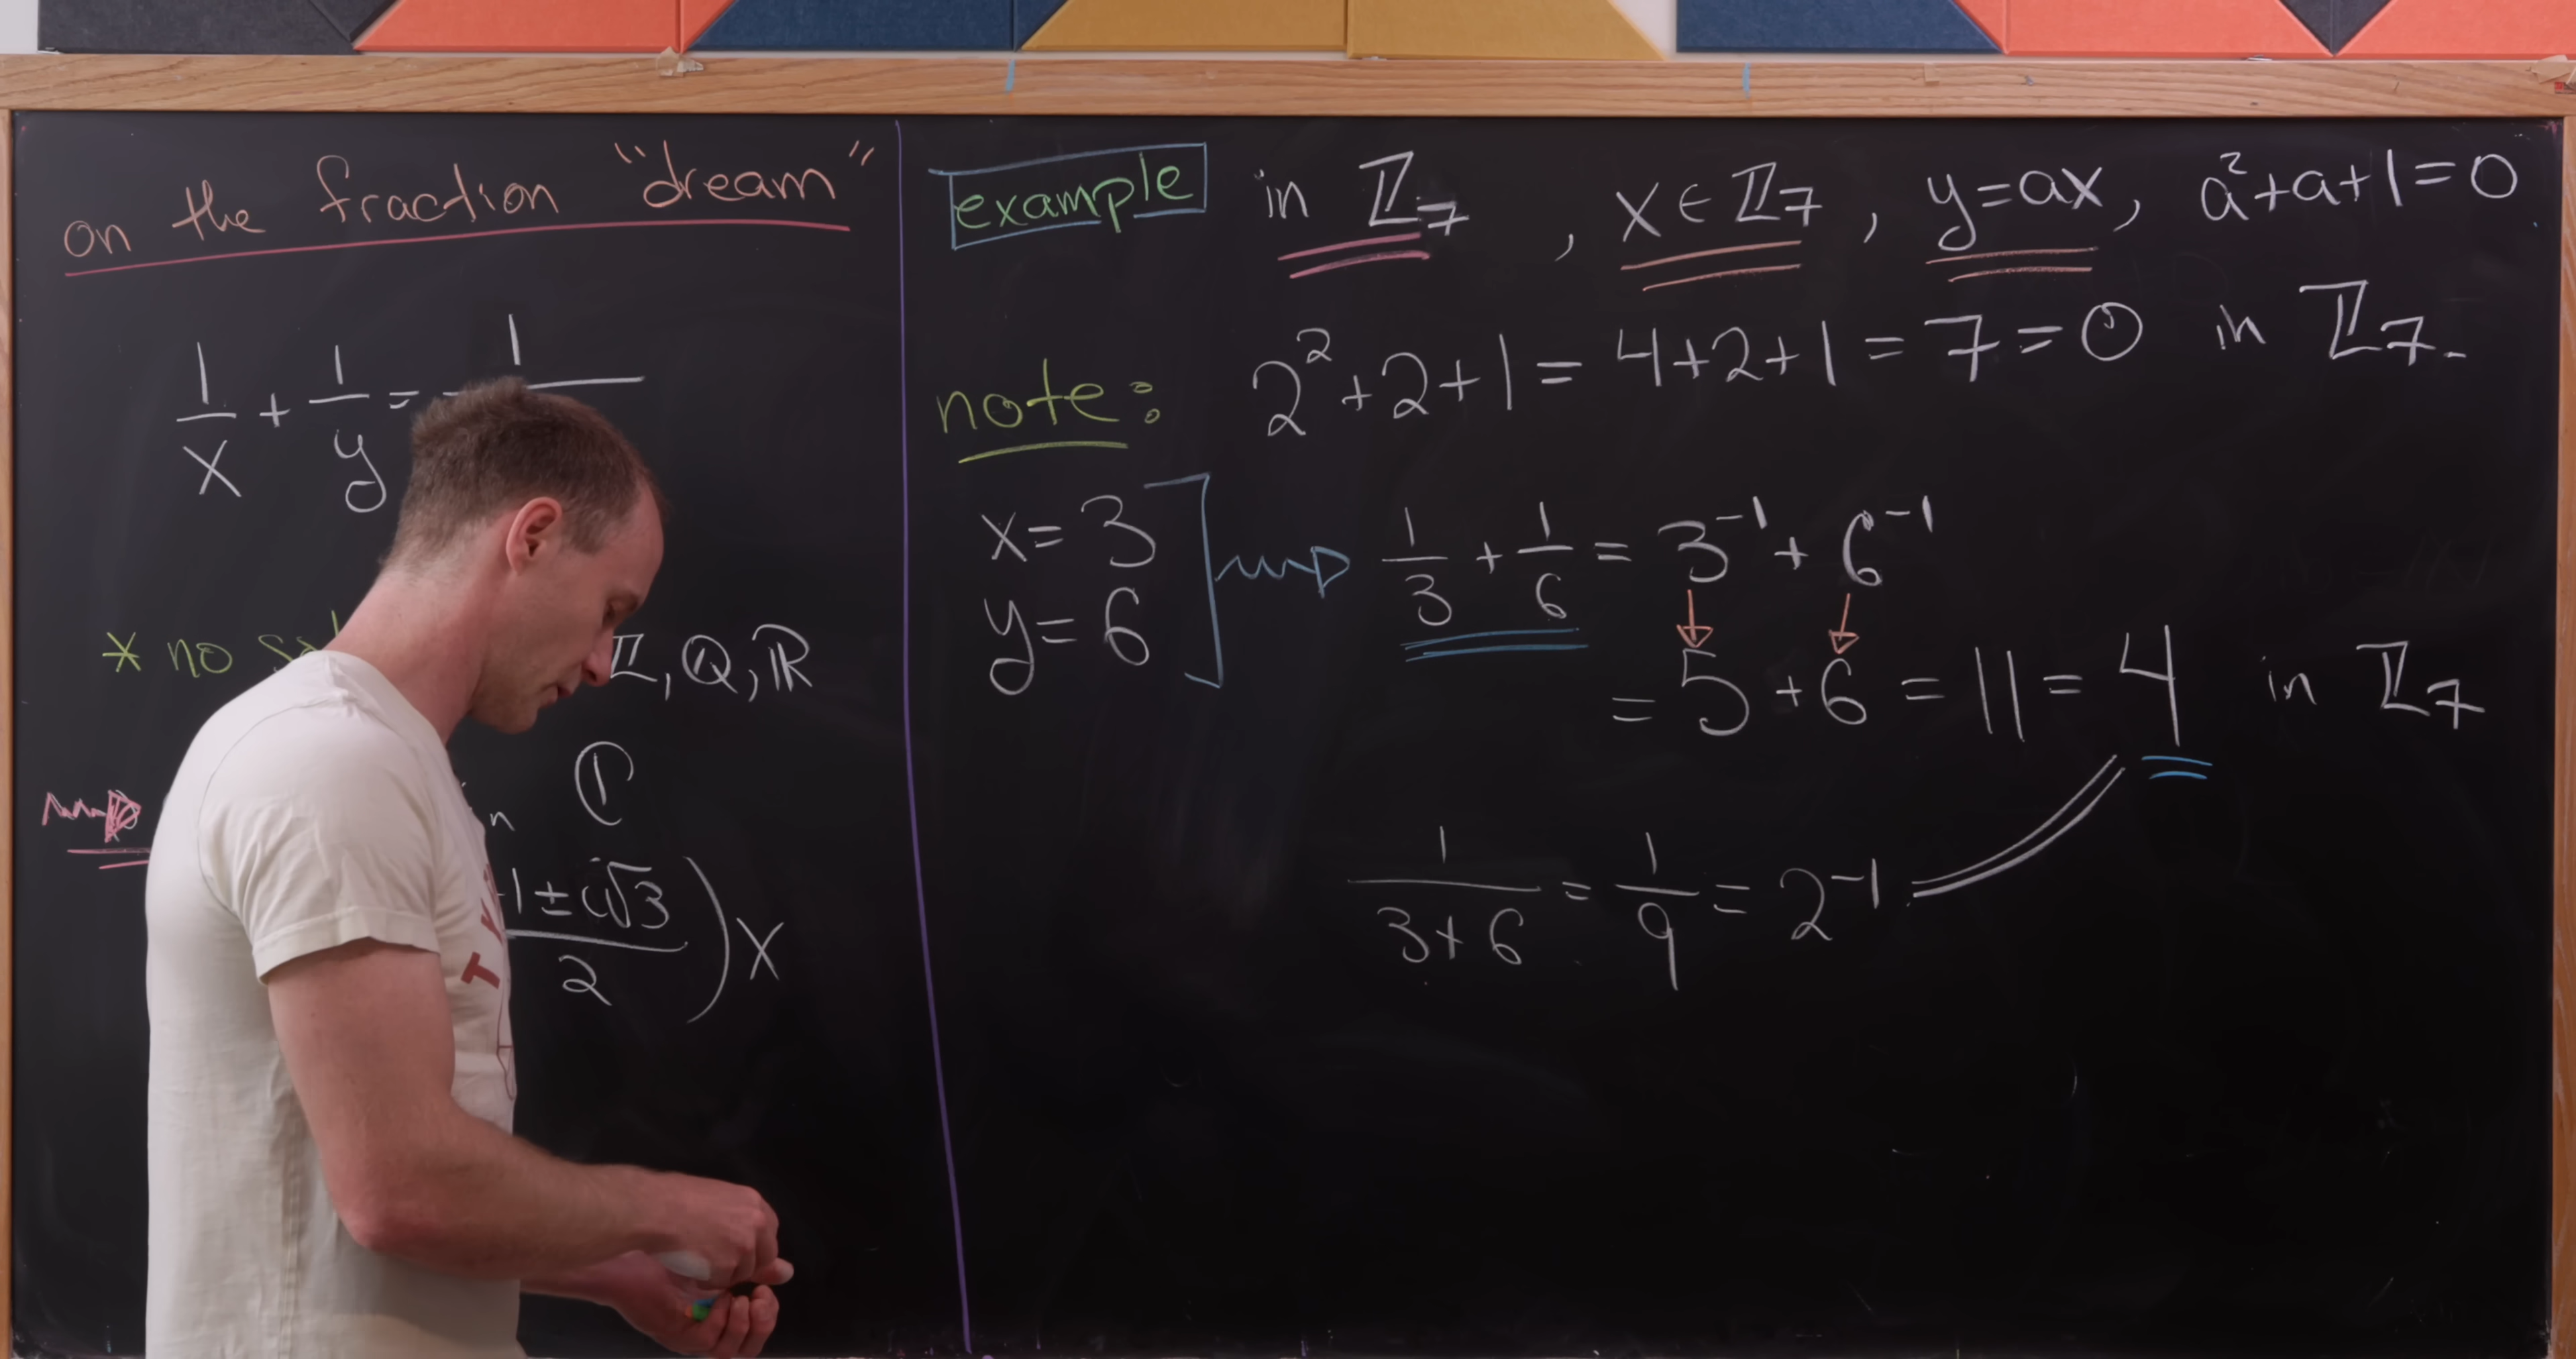 on the fraction "dream"
1/x + 1/y = 1
* no
ℤ, ℚ, ℝ
n ℂ
1 ± i√3 / 2 ) x
example in ℤ₇ , x ∈ ℤ₇ , y = ax, a² + a + 1 = 0
note: 2² + 2 + 1 = 4 + 2 + 1 = 7 = 0 in ℤ₇.
x = 3
y = 6
1/3 + 1/6 = 3⁻¹ + 6⁻¹
= 5 + 6 = 11 = 4 in ℤ₇
1/(3+6) = 1/9 = 2⁻¹